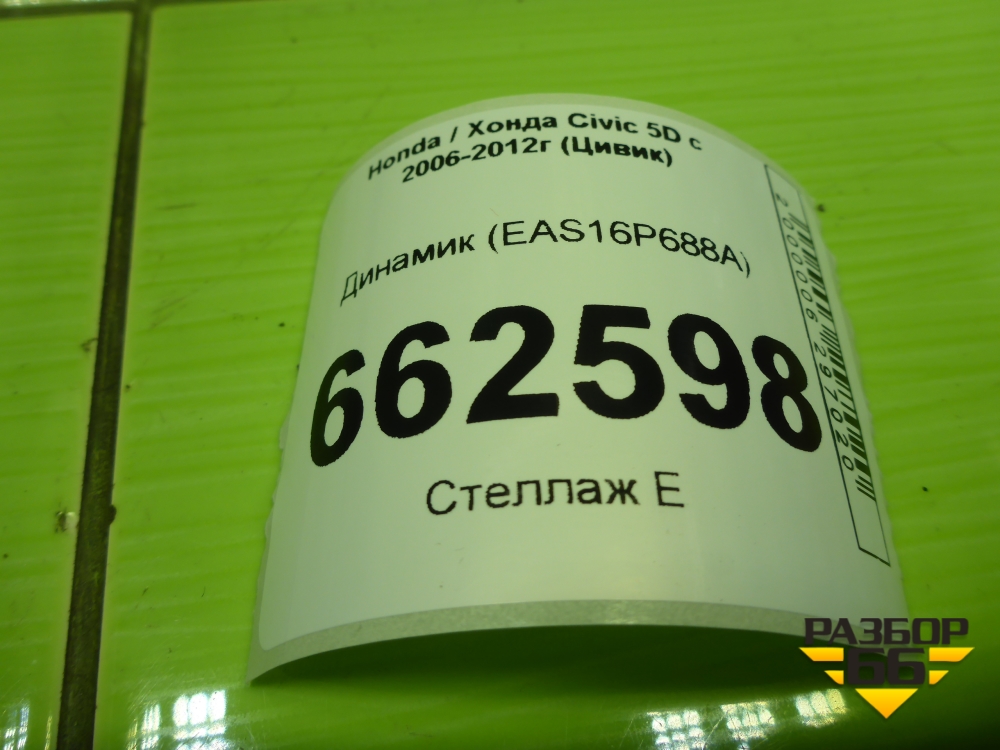 Honda / Хонда Civic 5D с
2006-2012г (Цивик)
Динамик (EAS16P688A)
662598
Стеллаж Е
2000006297020
РАЗБОР
66